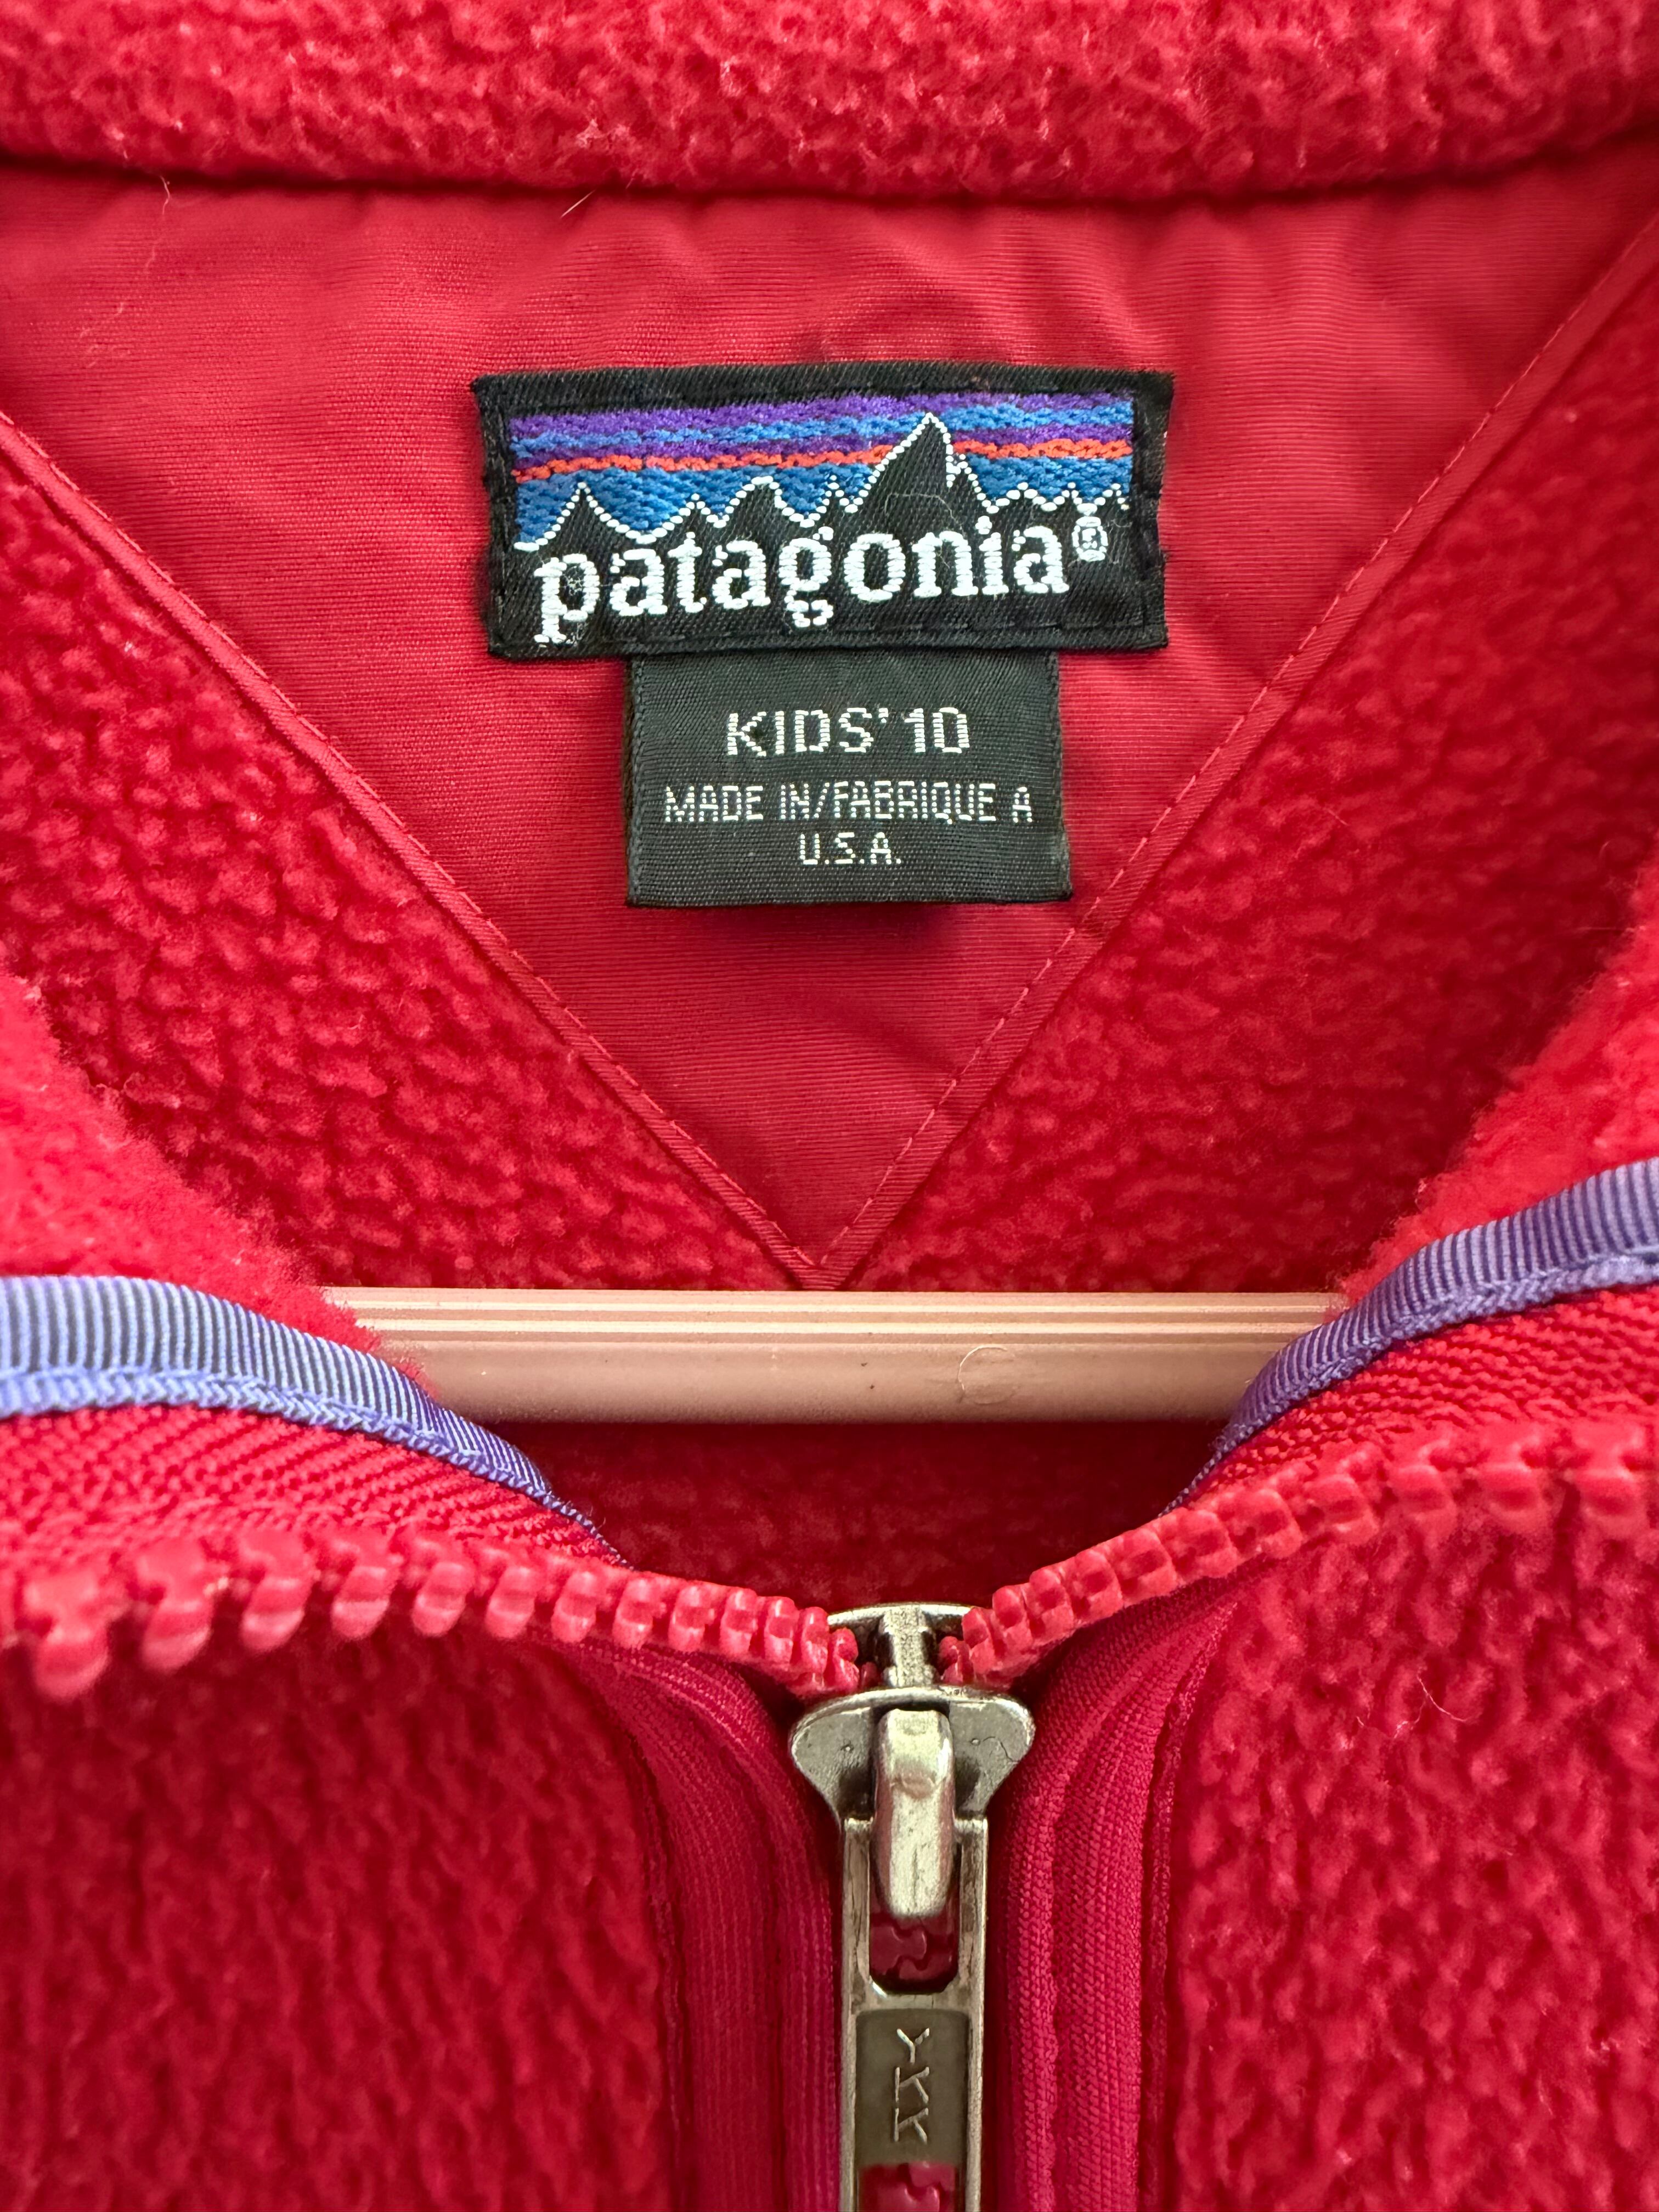 patagonia®
KIDS' 10
MADE IN/FABRIQUE A
U.S.A.
YKK